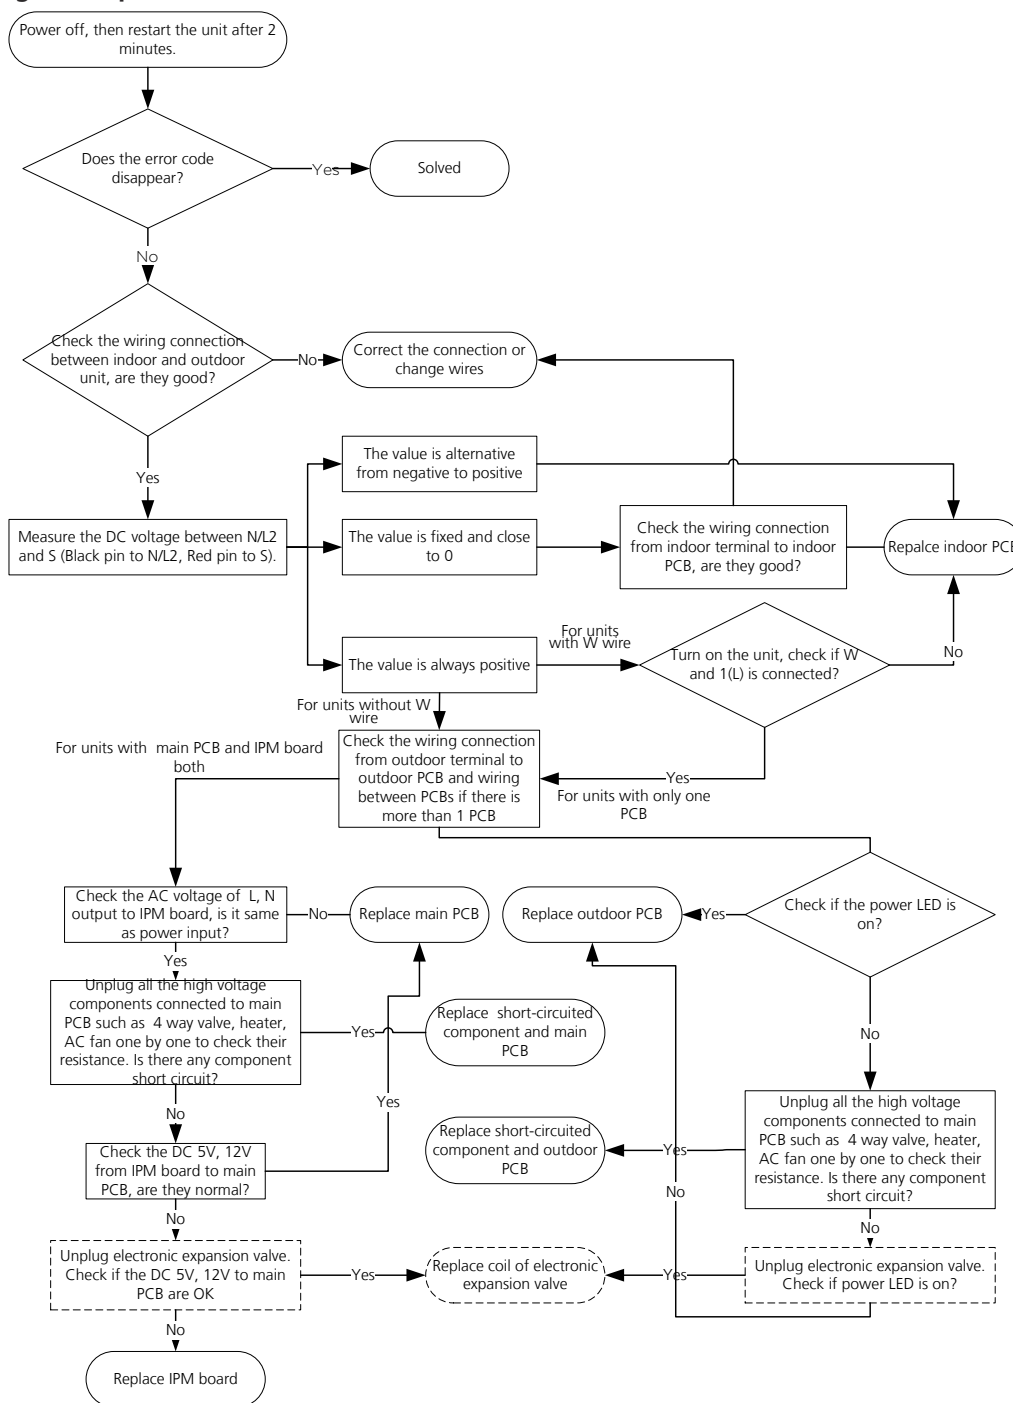 Power off, then restart the unit after 2
minutes.
Does the error code
disappear?
Yes
Solved
No
Check the wiring connection
between indoor and outdoor
unit, are they good?
No
Correct the connection or
change wires
Yes
The value is alternative
from negative to positive
Measure the DC voltage between N/L2
and S (Black pin to N/L2, Red pin to S).
The value is fixed and close
to 0
Check the wiring connection
from indoor terminal to indoor
PCB, are they good?
Repalce indoor PCB
The value is always positive
For units
with W wire
Turn on the unit, check if W
and 1(L) is connected?
No
For units without W
wire
Check the wiring connection
from outdoor terminal to
outdoor PCB and wiring
between PCBs if there is
more than 1 PCB
Yes
For units with only one
PCB
For units with  main PCB and IPM board
both
Check the AC voltage of  L, N
output to IPM board, is it same
as power input?
No
Replace main PCB
Replace outdoor PCB
Yes
Check if the power LED is
on?
Yes
Unplug all the high voltage
components connected to main
PCB such as  4 way valve, heater,
AC fan one by one to check their
resistance. Is there any component
short circuit?
Yes
Replace  short-circuited
component and main
PCB
No
Yes
No
Check the DC 5V, 12V
from IPM board to main
PCB, are they normal?
Replace short-circuited
component and outdoor
PCB
Yes
Unplug all the high voltage
components connected to main
PCB such as  4 way valve, heater,
AC fan one by one to check their
resistance. Is there any component
short circuit?
No
No
No
Unplug electronic expansion valve.
Check if the DC 5V, 12V to main
PCB are OK
Yes
Replace coil of electronic
expansion valve
Yes
Unplug electronic expansion valve.
Check if power LED is on?
No
Replace IPM board